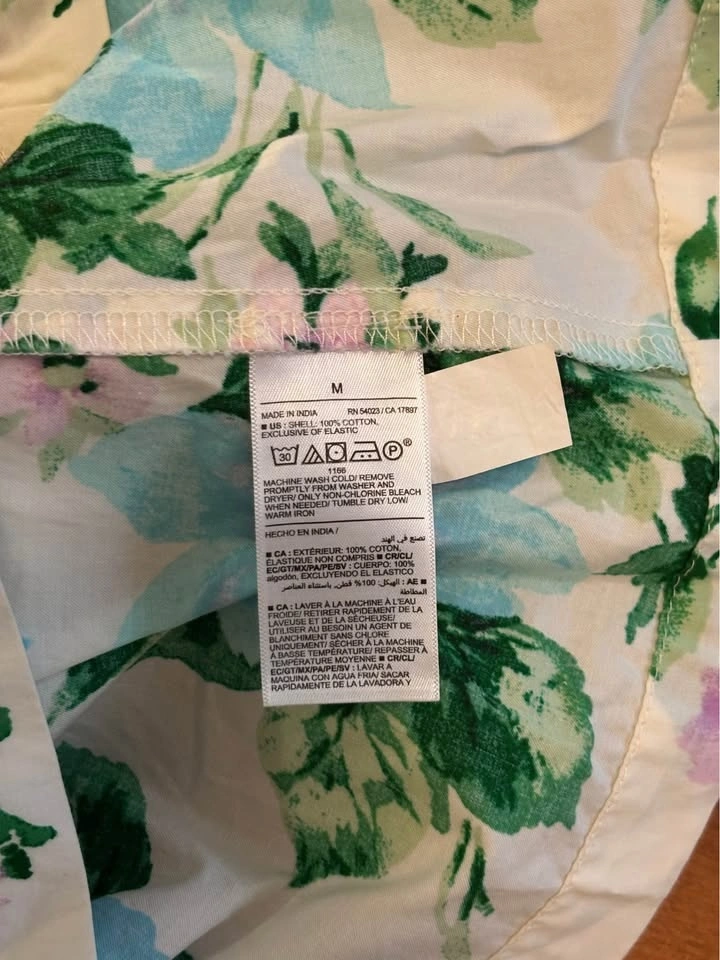 M
MADE IN INDIA RN 54023 / CA 17897
■ US : SHELL: 100% COTTON,
EXCLUSIVE OF ELASTIC
30 P ®
1166
MACHINE WASH COLD/ REMOVE
PROMPTLY FROM WASHER AND
DRYER/ ONLY NON-CHLORINE BLEACH
WHEN NEEDED/ TUMBLE DRY LOW/
WARM IRON
HECHO EN INDIA /
صنع في الهند
■ CA : EXTÉRIEUR: 100% COTON,
ÉLASTIQUE NON COMPRIS ■ CR/CL/
EC/GT/MX/PA/PE/SV : CUERPO: 100%
algodón, EXCLUYENDO EL ELASTICO
■ AE : الهيكل: 100% قطن, باستثناء العناصر
المطاطة
■ CA : LAVER À LA MACHINE À L'EAU
FROIDE/ RETIRER RAPIDEMENT DE LA
LAVEUSE ET DE LA SÉCHEUSE/
UTILISER AU BESOIN UN AGENT DE
BLANCHIMENT SANS CHLORE
UNIQUEMENT/ SÉCHER À LA MACHINE
À BASSE TEMPÉRATURE/ REPASSER À
TEMPÉRATURE MOYENNE ■ CR/CL/
EC/GT/MX/PA/PE/SV : LAVAR A
MAQUINA CON AGUA FRIA/ SACAR
RAPIDAMENTE DE LA LAVADORA Y